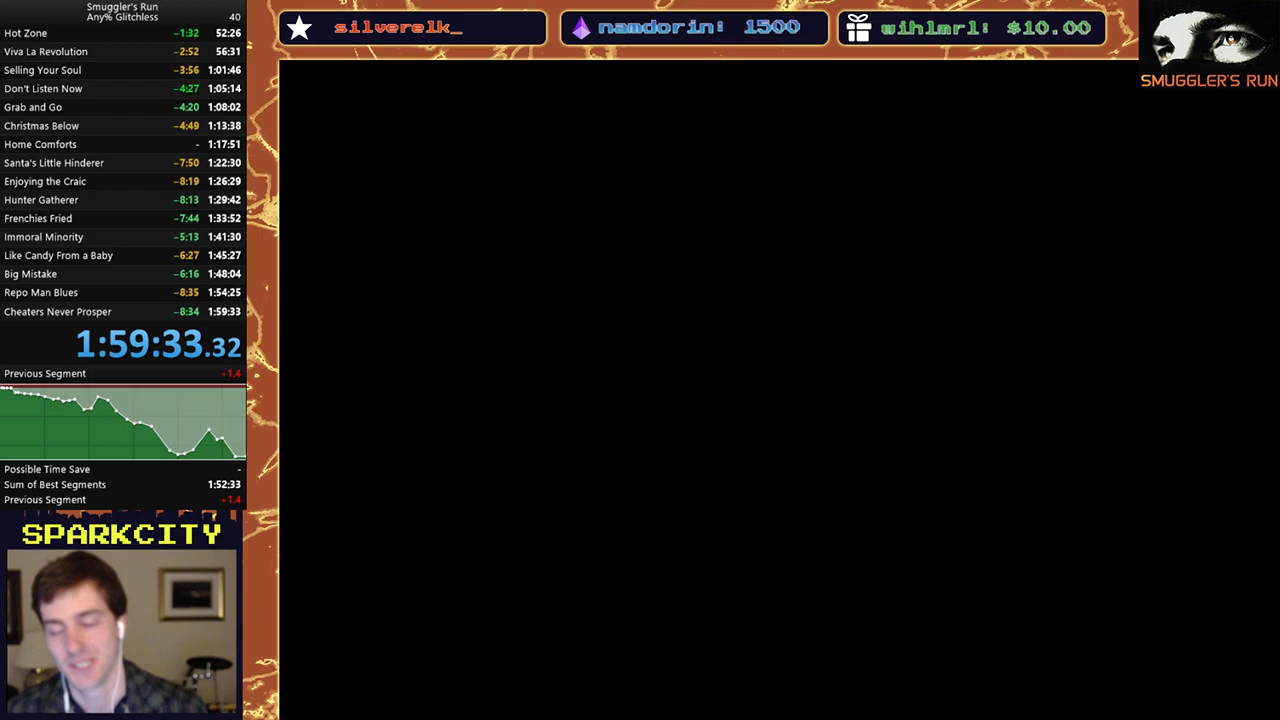 Smuggler's Run
Any% Glitchless 40
Hot Zone -1:32 52:26
Viva La Revolution -2:52 56:31
Selling Your Soul -3:56 1:01:46
Don't Listen Now -4:27 1:05:14
Grab and Go -4:20 1:08:02
Christmas Below -4:49 1:13:38
Home Comforts - 1:17:51
Santa's Little Hinderer -7:50 1:22:30
Enjoying the Craic -8:19 1:26:29
Hunter Gatherer -8:13 1:29:42
Frenchies Fried -7:44 1:33:52
Immoral Minority -5:13 1:41:30
Like Candy From a Baby -6:27 1:45:27
Big Mistake -6:16 1:48:04
Repo Man Blues -8:35 1:54:25
Cheaters Never Prosper -8:34 1:59:33
1:59:33.32
Previous Segment +1.4
Possible Time Save -
Sum of Best Segments 1:52:33
Previous Segment +1.4
SPARKCITY
silverelk_
namdorin: 1500
wihlmrl: $10.00
SMUGGLER'S RUN